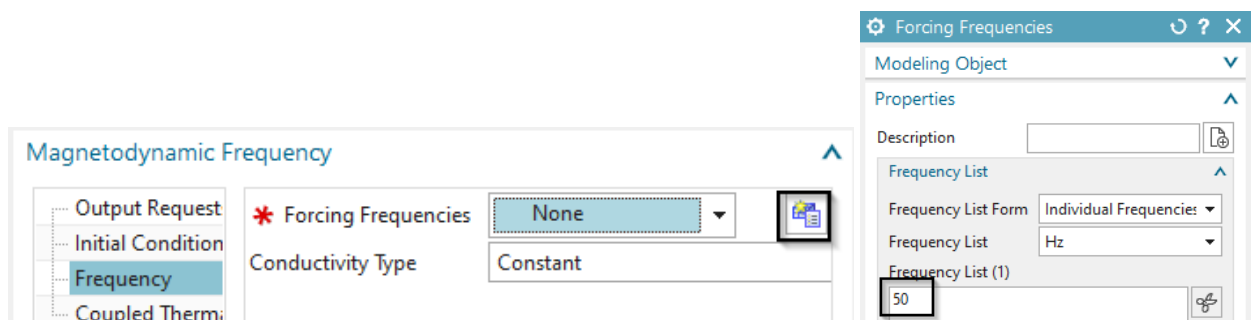 Magnetodynamic Frequency
Output Request
Initial Condition
Frequency
Coupled Therma
* Forcing Frequencies None
Conductivity Type Constant
Forcing Frequencies ? X
Modeling Object
Properties
Description
Frequency List
Frequency List Form Individual Frequencies
Frequency List Hz
Frequency List (1)
50